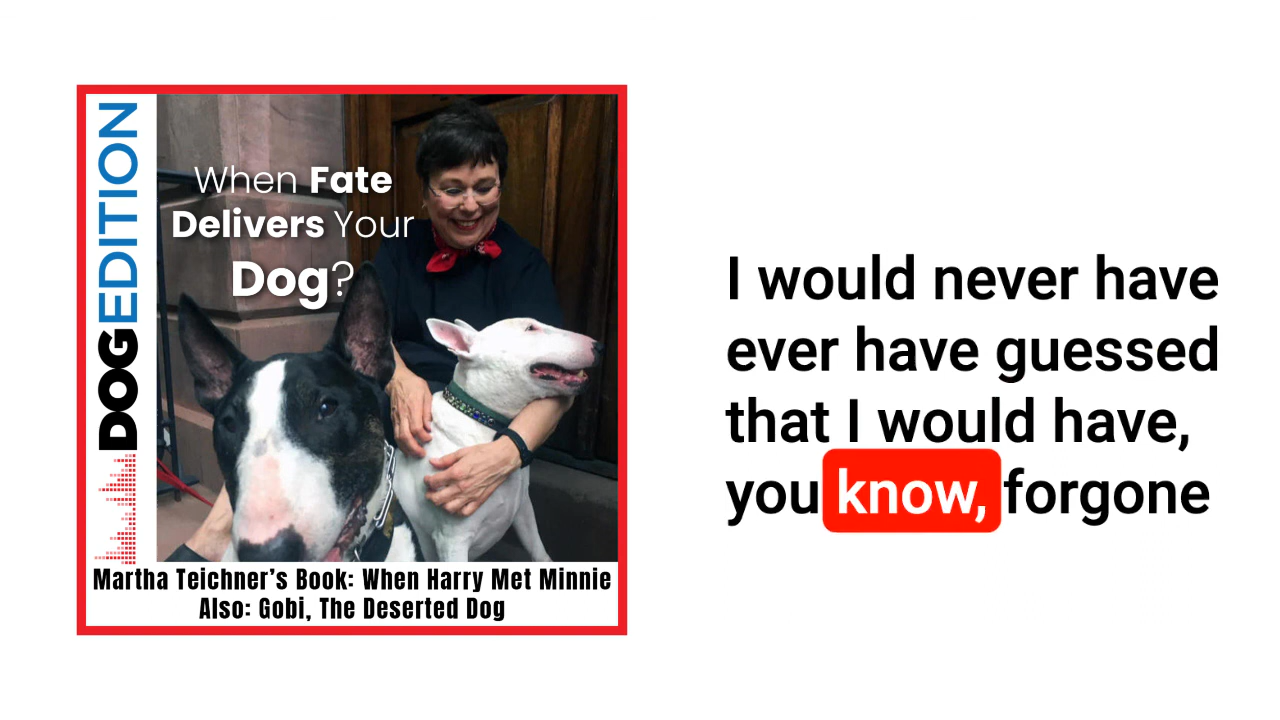 DOGEDITION
When Fate
Delivers Your
Dog?
Martha Teichner's Book: When Harry Met Minnie
Also: Gobi, The Deserted Dog
I would never have
ever have guessed
that I would have,
you know, forgone